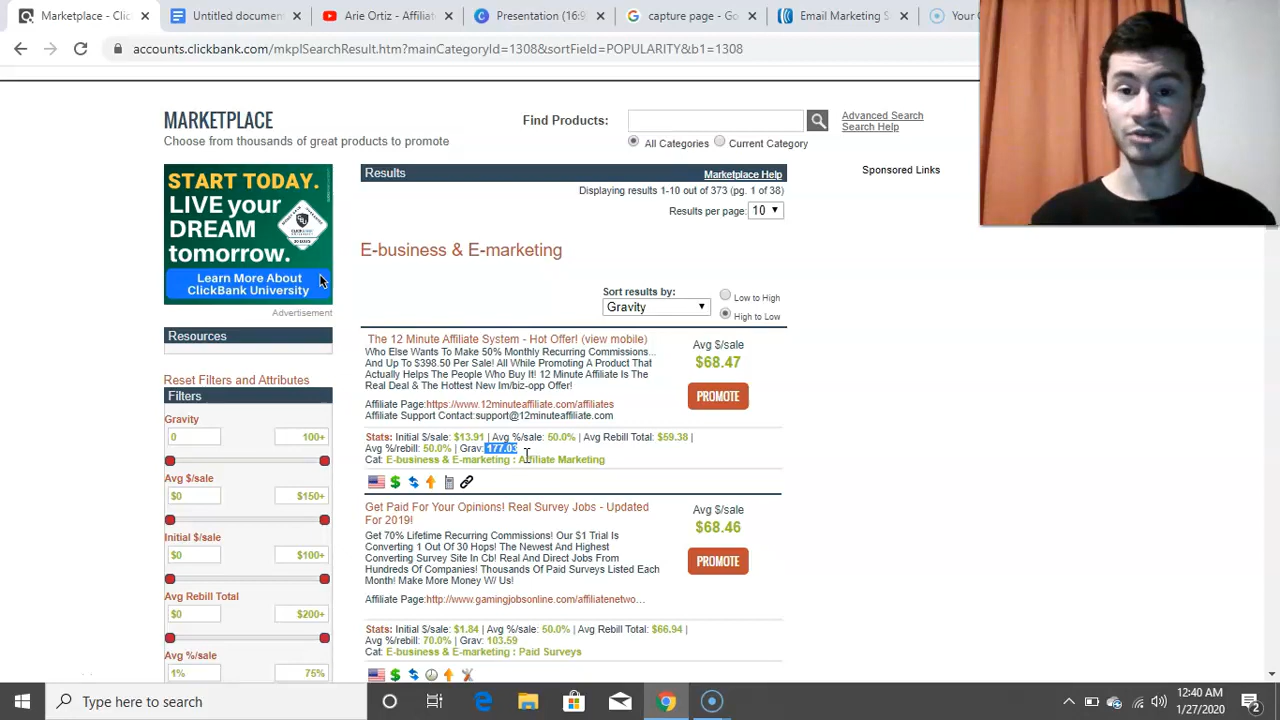 Marketplace - Clic
Untitled documen
Arie Ortiz - Affilia
Presentation (16:9
capture page - Go
Email Marketing S
Your C
accounts.clickbank.com/mkplSearchResult.htm?mainCategoryId=1308&sortField=POPULARITY&b1=1308
MARKETPLACE
Choose from thousands of great products to promote
Find Products:
All Categories
Current Category
Advanced Search
Search Help
START TODAY.
LIVE your
DREAM
tomorrow.
Learn More About
ClickBank University
Advertisement
Resources
Reset Filters and Attributes
Filters
Gravity
0 100+
Avg $/sale
$0 $150+
Initial $/sale
$0 $100+
Avg Rebill Total
$0 $200+
Avg %/sale
1% 75%
Results
Marketplace Help
Displaying results 1-10 out of 373 (pg. 1 of 38)
Results per page: 10
E-business & E-marketing
Sort results by:
Gravity
Low to High
High to Low
The 12 Minute Affiliate System - Hot Offer! (view mobile)
Who Else Wants To Make 50% Monthly Recurring Commissions...
And Up To $398.50 Per Sale! All While Promoting A Product That
Actually Helps The People Who Buy It! 12 Minute Affiliate Is The
Real Deal & The Hottest New Im/biz-opp Offer!
Affiliate Page:https://www.12minuteaffiliate.com/affiliates
Affiliate Support Contact:support@12minuteaffiliate.com
Avg $/sale
$68.47
PROMOTE
Stats: Initial $/sale: $13.91 | Avg %/sale: 50.0% | Avg Rebill Total: $59.38 |
Avg %/rebill: 50.0% | Grav: 177.03
Cat: E-business & E-marketing : Affiliate Marketing
Get Paid For Your Opinions! Real Survey Jobs - Updated
For 2019!
Get 70% Lifetime Recurring Commissions! Our $1 Trial Is
Converting 1 Out Of 30 Hops! The Newest And Highest
Converting Survey Site In Cb! Real And Direct Jobs From
Hundreds Of Companies! Thousands Of Paid Surveys Listed Each
Month! Make More Money W/ Us!
Affiliate Page:http://www.gamingjobsonline.com/affiliatenetwo...
Avg $/sale
$68.46
PROMOTE
Stats: Initial $/sale: $1.84 | Avg %/sale: 50.0% | Avg Rebill Total: $66.94 |
Avg %/rebill: 70.0% | Grav: 103.59
Cat: E-business & E-marketing : Paid Surveys
Sponsored Links
Type here to search
12:40 AM
1/27/2020
2